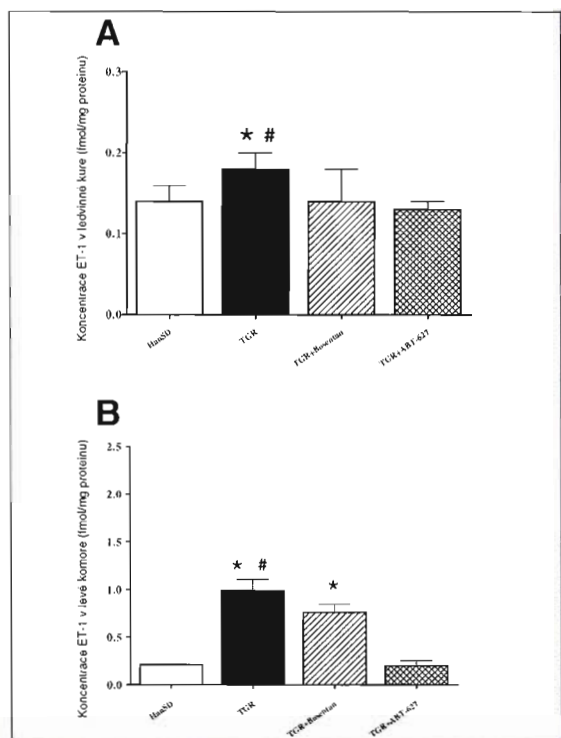 A
Koncentrace ET-1 v ledvinné kure (fmol/mg proteinu)
0.3
0.2
0.1
0.0
* #
HanSD
TGR
TGR+Bosentan
TGR+ABT-627
B
Koncentrace ET-1 v levé komore (fmol/mg proteinu)
2.5
2.0
1.5
1.0
0.5
0.0
* #
*
HanSD
TGR
TGR+Bosentan
TGR+ABT-627